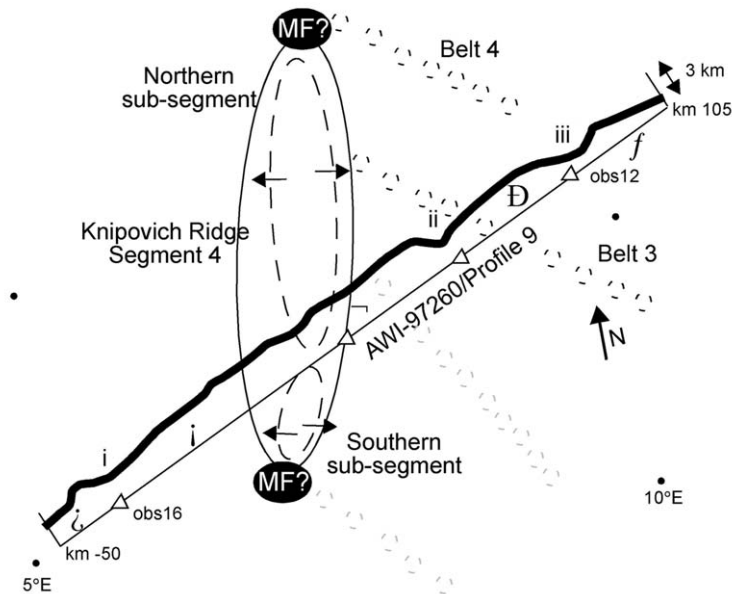 MF?
Belt 4
Northern
sub-segment
3 km
km 105
iii
f
obs12
Đ
ii
Knipovich Ridge
Segment 4
Belt 3
AWI-97260/Profile 9
N
¡
i
Southern
sub-segment
MF?
¿
obs16
10°E
km -50
5°E